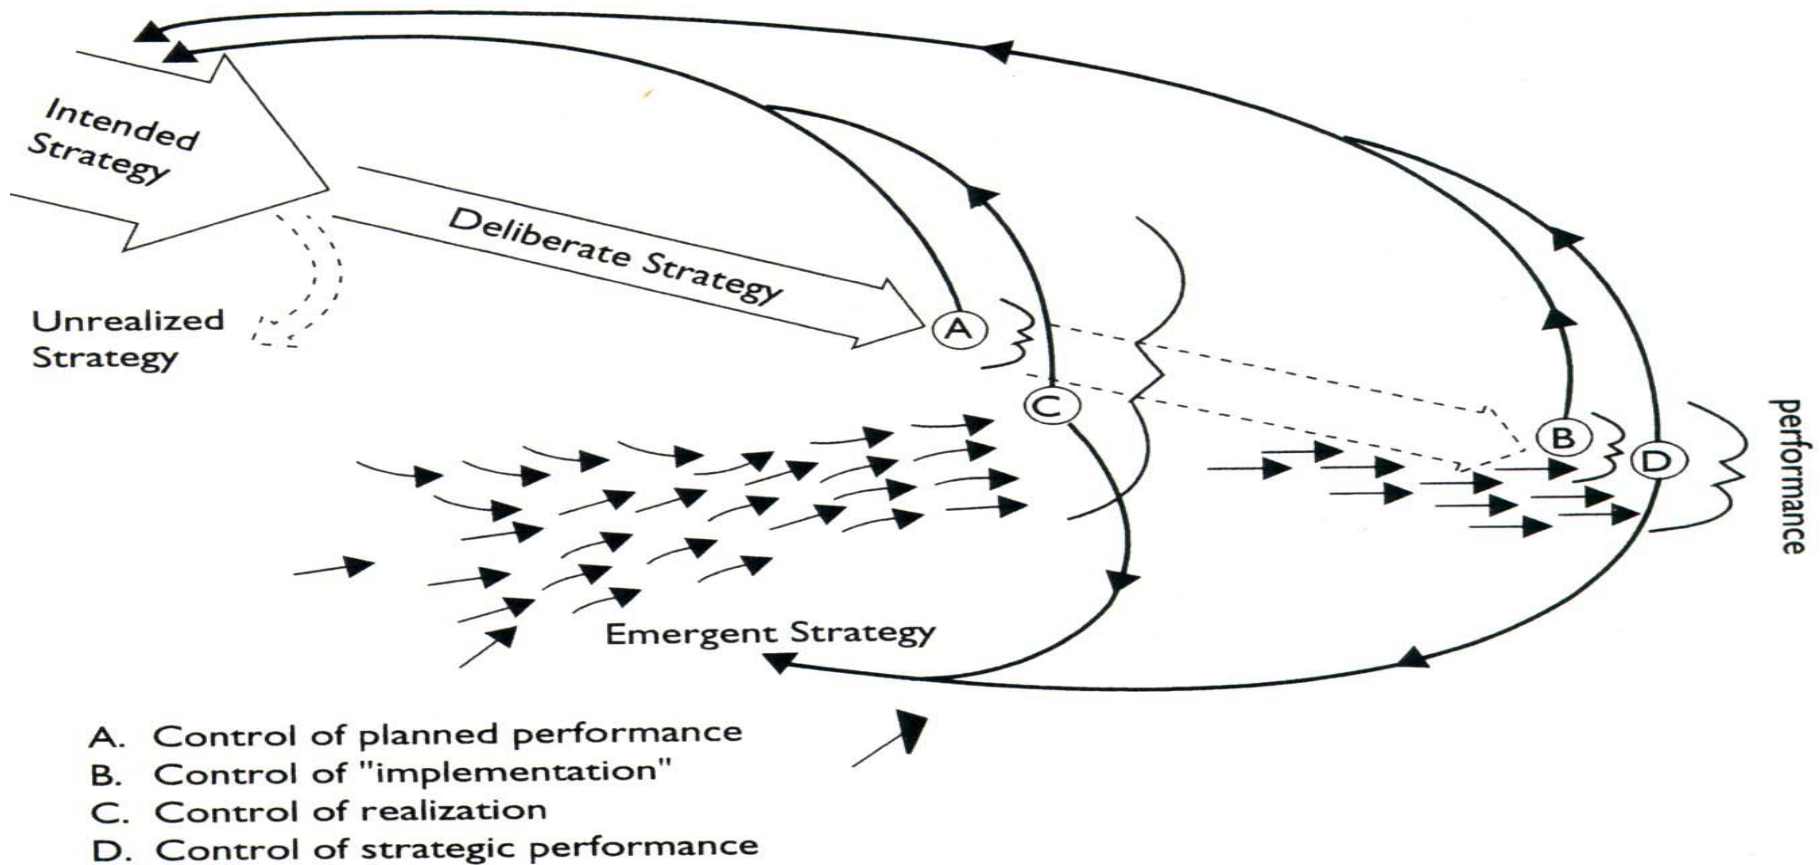 Intended
Strategy
Deliberate Strategy
Unrealized
Strategy
A
C
B
D
performance
Emergent Strategy
A. Control of planned performance
B. Control of "implementation"
C. Control of realization
D. Control of strategic performance